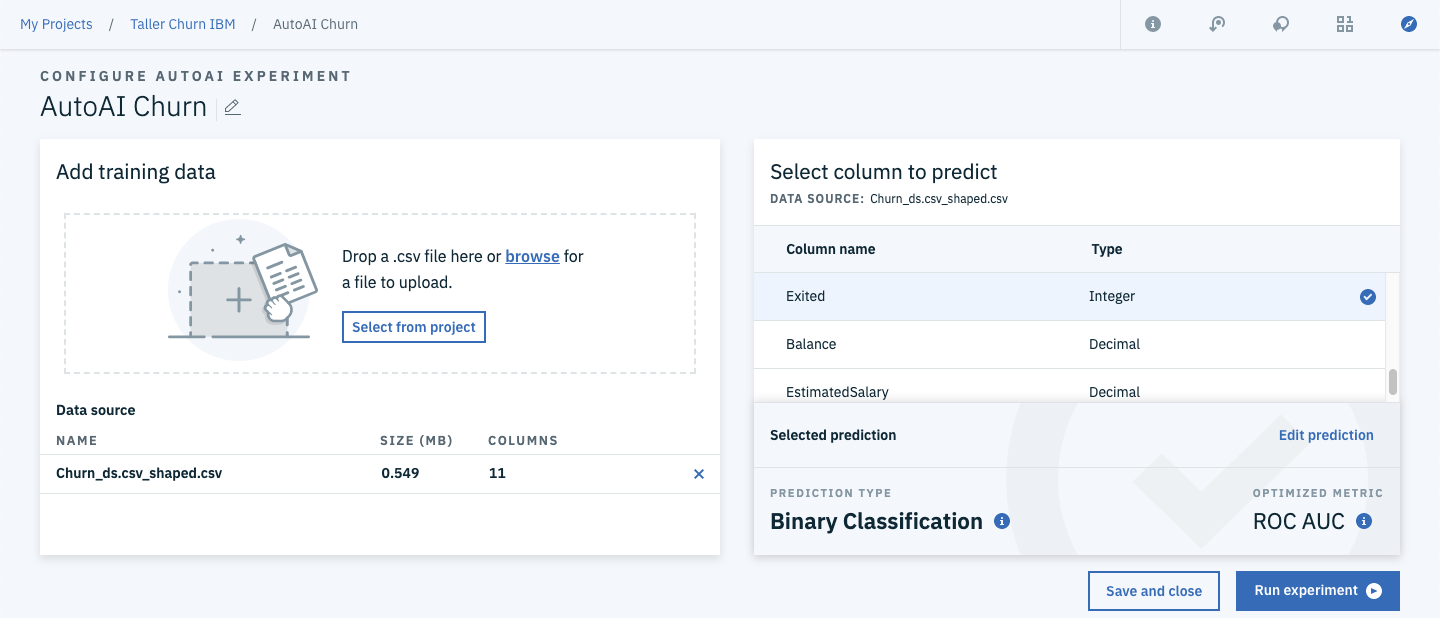 My Projects / Taller Churn IBM / AutoAI Churn
CONFIGURE AUTOAI EXPERIMENT
AutoAI Churn
Add training data
Drop a .csv file here or browse for
a file to upload.
Select from project
Data source
NAME SIZE (MB) COLUMNS
Churn_ds.csv_shaped.csv 0.549 11
Select column to predict
DATA SOURCE: Churn_ds.csv_shaped.csv
Column name Type
Exited Integer
Balance Decimal
EstimatedSalary Decimal
Selected prediction Edit prediction
PREDICTION TYPE OPTIMIZED METRIC
Binary Classification ROC AUC
Save and close Run experiment